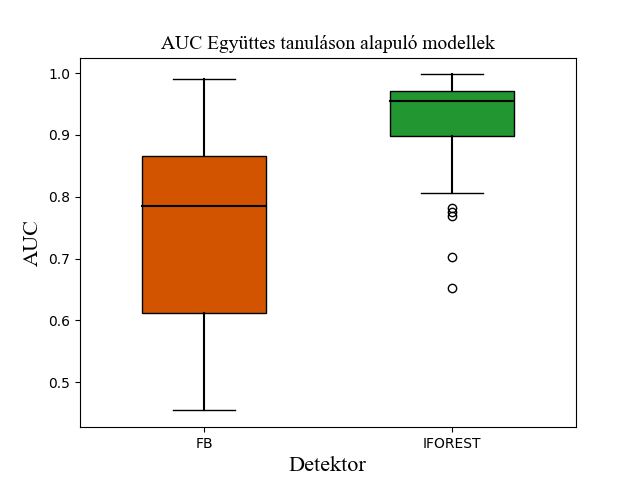 AUC Együttes tanuláson alapuló modellek
1.0
0.9
0.8
0.7
0.6
0.5
AUC
FB
IFOREST
Detektor